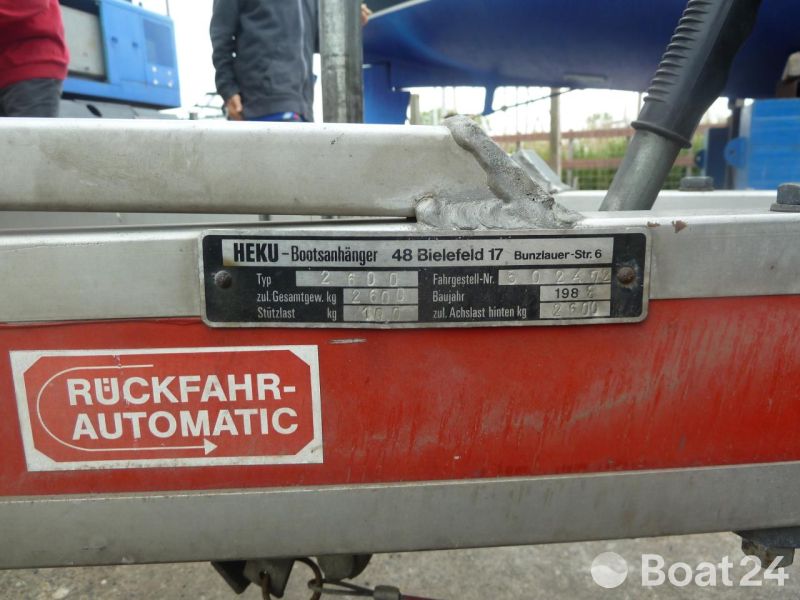 HEKU-Bootsanhänger 48 Bielefeld 17 Bunzlauer-Str. 6
Typ 2600 Fahrgestell-Nr.
zul. Gesamtgew. kg 2600 Baujahr 198
Stützlast kg 100 zul. Achslast hinten kg 2600
RÜCKFAHR-
AUTOMATIC
Boat24